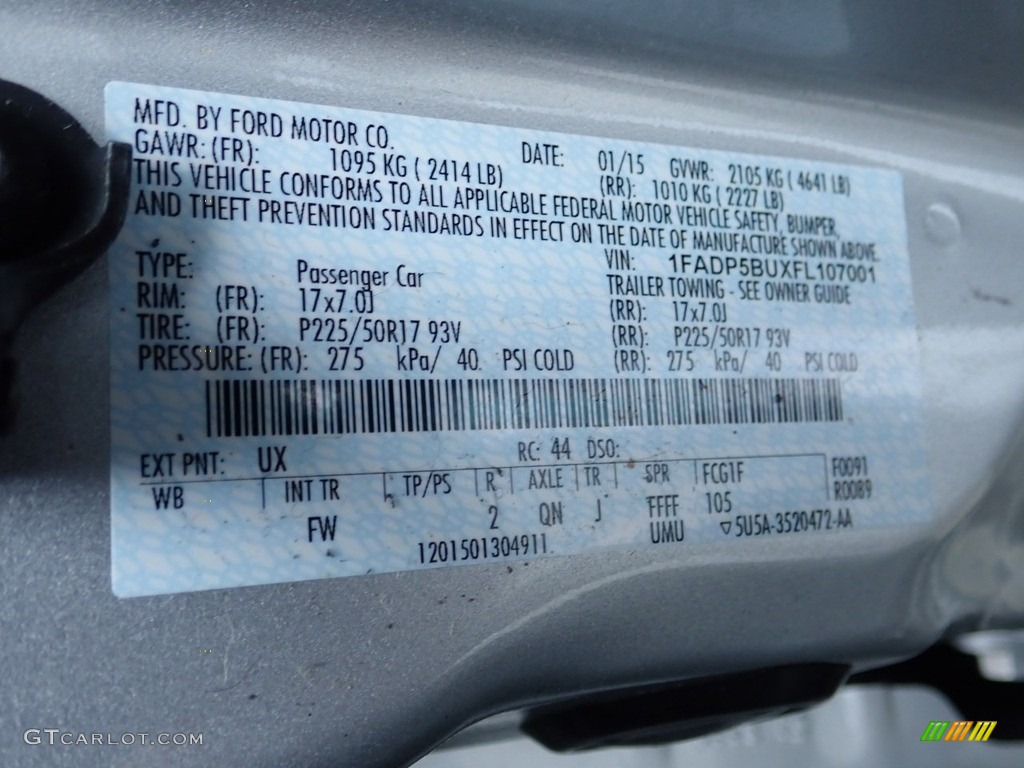 MFD. BY FORD MOTOR CO. DATE: 01/15 GVWR: 2105 KG ( 4641 LB)
GAWR: (FR): 1095 KG ( 2414 LB) (RR): 1010 KG ( 2227 LB)
THIS VEHICLE CONFORMS TO ALL APPLICABLE FEDERAL MOTOR VEHICLE SAFETY, BUMPER,
AND THEFT PREVENTION STANDARDS IN EFFECT ON THE DATE OF MANUFACTURE SHOWN ABOVE.
VIN: 1FADP5BUXFL107001
TYPE: Passenger Car TRAILER TOWING - SEE OWNER GUIDE
RIM: (FR): 17x7.0J (RR): 17x7.0J
TIRE: (FR): P225/50R17 93V (RR): P225/50R17 93V
PRESSURE: (FR): 275 kPa/ 40 PSI COLD (RR): 275 kPa/ 40 PSI COLD
EXT PNT: UX RC: 44 DSO:
WB INT TR TP/PS R AXLE TR SPR FCG1F F0091
FW 2 QN J FFFF 105 R0089
1201501304911 UMU 5U5A-3520472-AA
GTCARLOT.COM